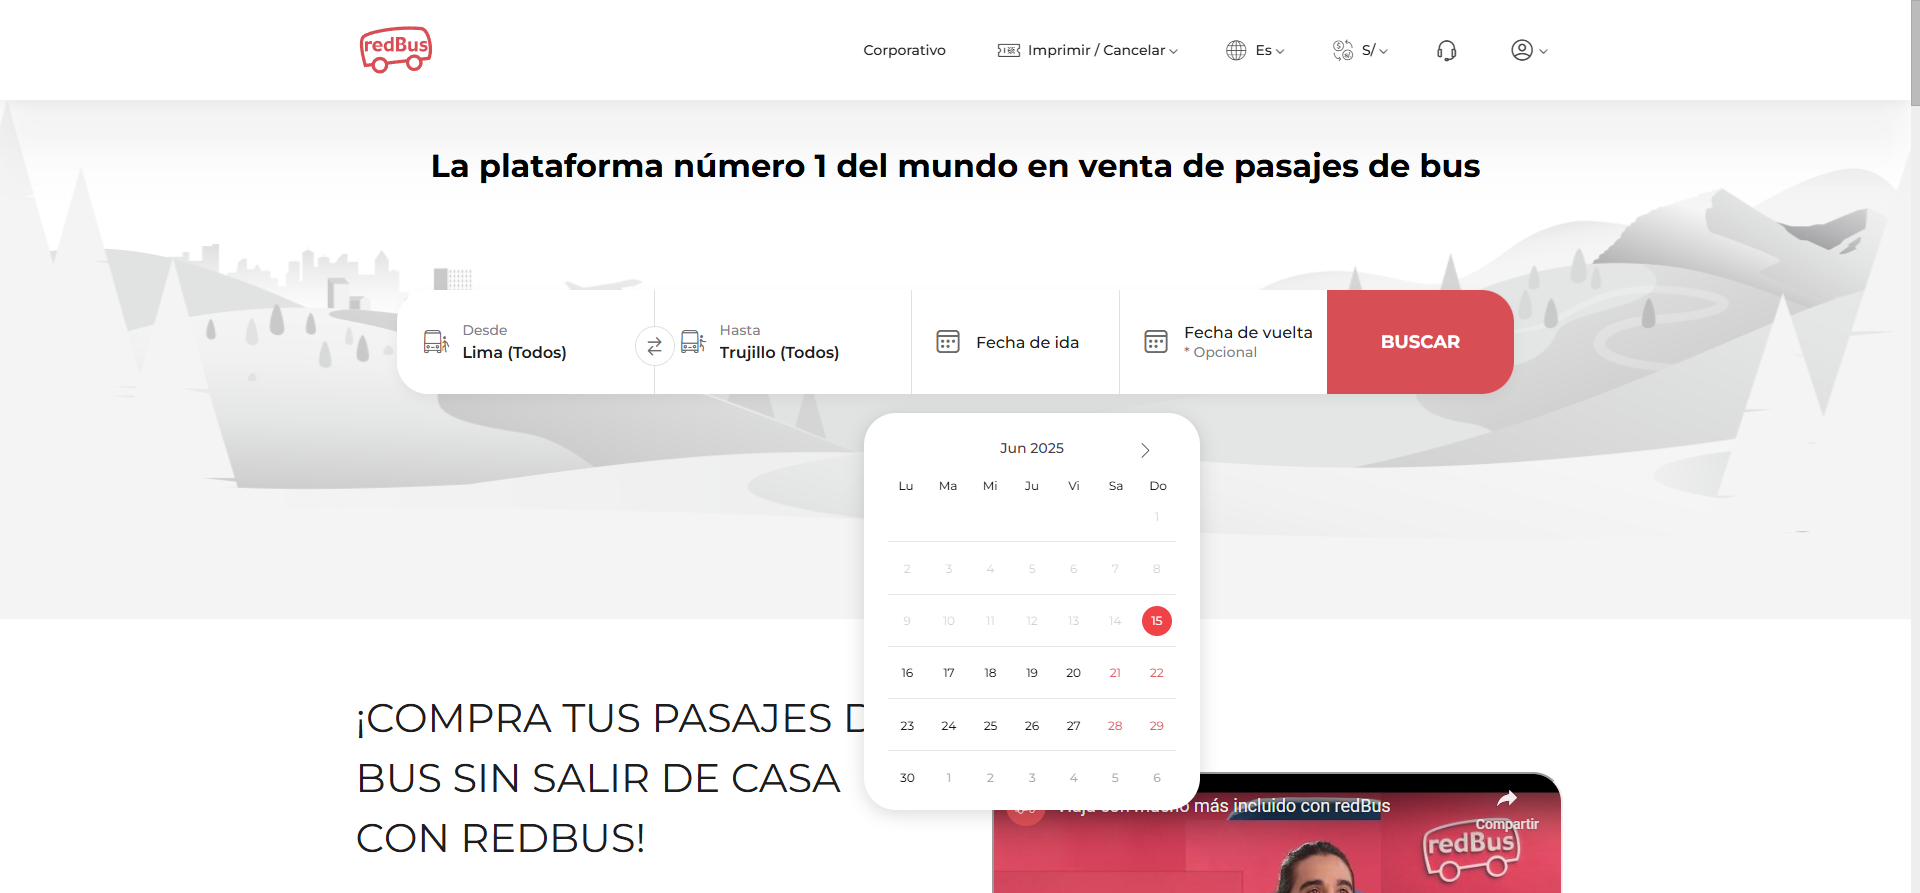 redBus
Corporativo
Imprimir / Cancelar
Es
S/
La plataforma número 1 del mundo en venta de pasajes de bus
Desde
Lima (Todos)
Hasta
Trujillo (Todos)
Fecha de ida
Fecha de vuelta
* Opcional
BUSCAR
Jun 2025
Lu Ma Mi Ju Vi Sa Do
1
2 3 4 5 6 7 8
9 10 11 12 13 14 15
16 17 18 19 20 21 22
23 24 25 26 27 28 29
30 1 2 3 4 5 6
¡COMPRA TUS PASAJES
BUS SIN SALIR DE CASA
CON REDBUS!
más incluido con redBus
Compartir
redBus